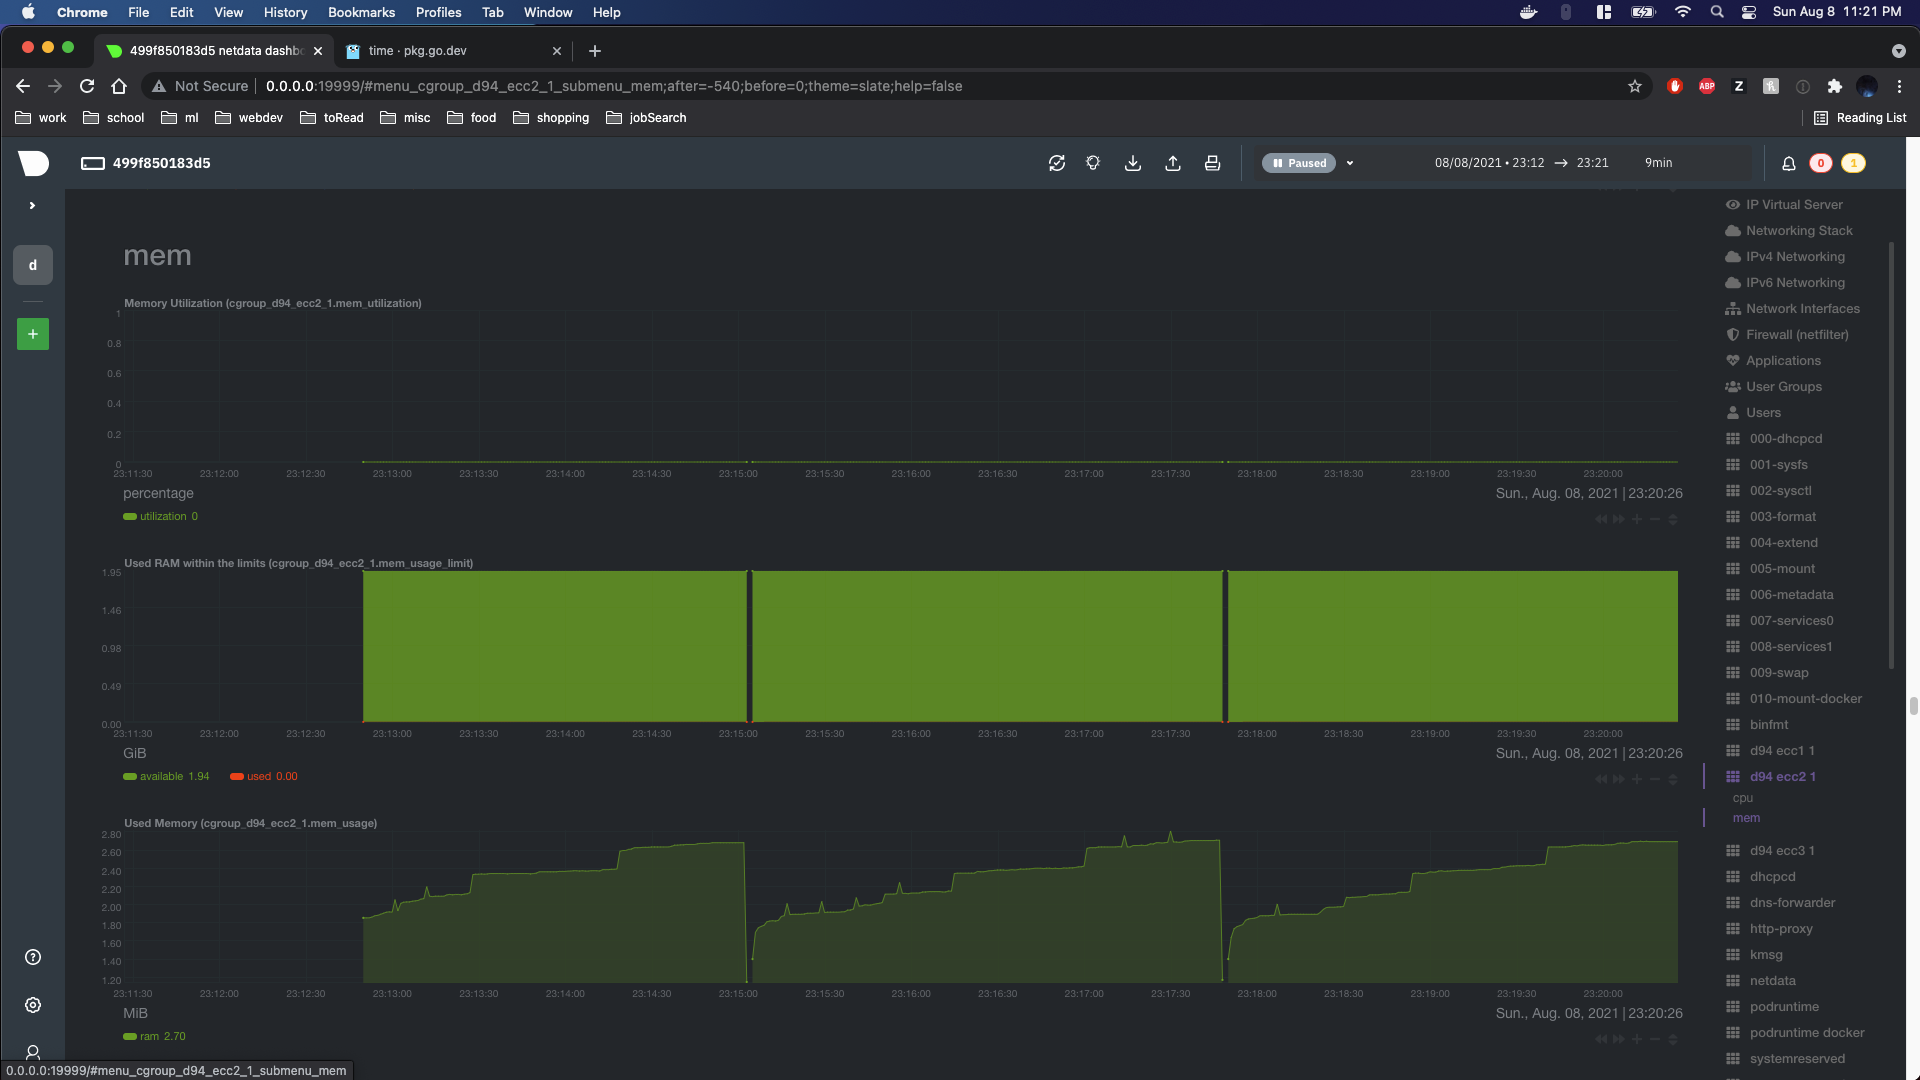 Chrome File Edit View History Bookmarks Profiles Tab Window Help Sun Aug 8 11:21 PM
499f850183d5 netdata dashbo time · pkg.go.dev
Not Secure 0.0.0.0:19999/#menu_cgroup_d94_ecc2_1_submenu_mem;after=-540;before=0;theme=slate;help=false ABP Z
work school ml webdev toRead misc food shopping jobSearch Reading List
499f850183d5 Paused 08/08/2021 • 23:12 → 23:21 9min 0 1
d
+
mem
Memory Utilization (cgroup_d94_ecc2_1.mem_utilization)
1
0.8
0.6
0.4
0.2
0
23:11:30 23:12:00 23:12:30 23:13:00 23:13:30 23:14:00 23:14:30 23:15:00 23:15:30 23:16:00 23:16:30 23:17:00 23:17:30 23:18:00 23:18:30 23:19:00 23:19:30 23:20:00
percentage Sun., Aug. 08, 2021 | 23:20:26
utilization 0
Used RAM within the limits (cgroup_d94_ecc2_1.mem_usage_limit)
1.95
1.46
0.98
0.49
0.00
23:11:30 23:12:00 23:12:30 23:13:00 23:13:30 23:14:00 23:14:30 23:15:00 23:15:30 23:16:00 23:16:30 23:17:00 23:17:30 23:18:00 23:18:30 23:19:00 23:19:30 23:20:00
GiB Sun., Aug. 08, 2021 | 23:20:26
available 1.94 used 0.00
Used Memory (cgroup_d94_ecc2_1.mem_usage)
2.80
2.60
2.40
2.20
2.00
1.80
1.60
1.40
1.20
23:11:30 23:12:00 23:12:30 23:13:00 23:13:30 23:14:00 23:14:30 23:15:00 23:15:30 23:16:00 23:16:30 23:17:00 23:17:30 23:18:00 23:18:30 23:19:00 23:19:30 23:20:00
MiB Sun., Aug. 08, 2021 | 23:20:26
ram 2.70
IP Virtual Server
Networking Stack
IPv4 Networking
IPv6 Networking
Network Interfaces
Firewall (netfilter)
Applications
User Groups
Users
000-dhcpcd
001-sysfs
002-sysctl
003-format
004-extend
005-mount
006-metadata
007-services0
008-services1
009-swap
010-mount-docker
binfmt
d94 ecc1 1
d94 ecc2 1
cpu
mem
d94 ecc3 1
dhcpcd
dns-forwarder
http-proxy
kmsg
netdata
podruntime
podruntime docker
systemreserved
0.0.0.0:19999/#menu_cgroup_d94_ecc2_1_submenu_mem